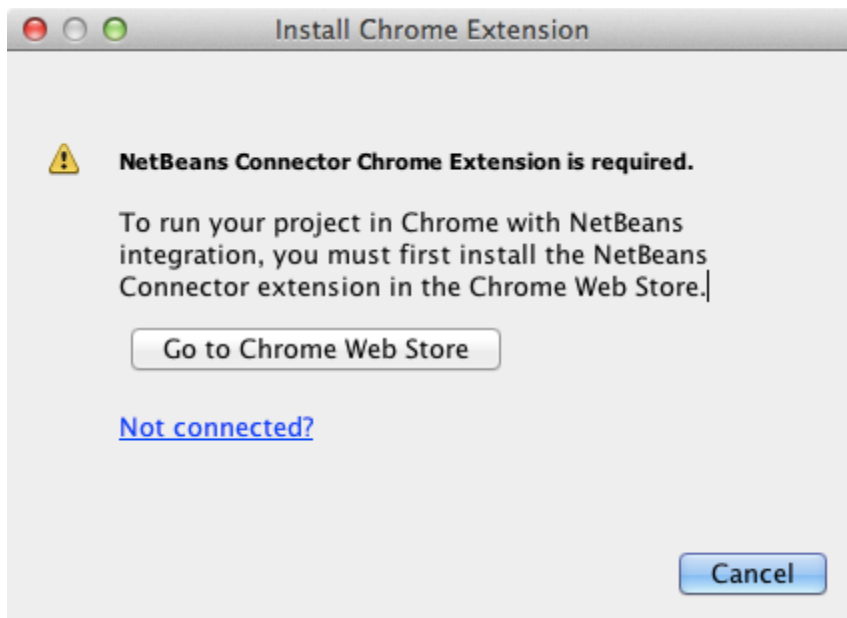 Install Chrome Extension
NetBeans Connector Chrome Extension is required.
To run your project in Chrome with NetBeans
integration, you must first install the NetBeans
Connector extension in the Chrome Web Store.
Go to Chrome Web Store
Not connected?
Cancel